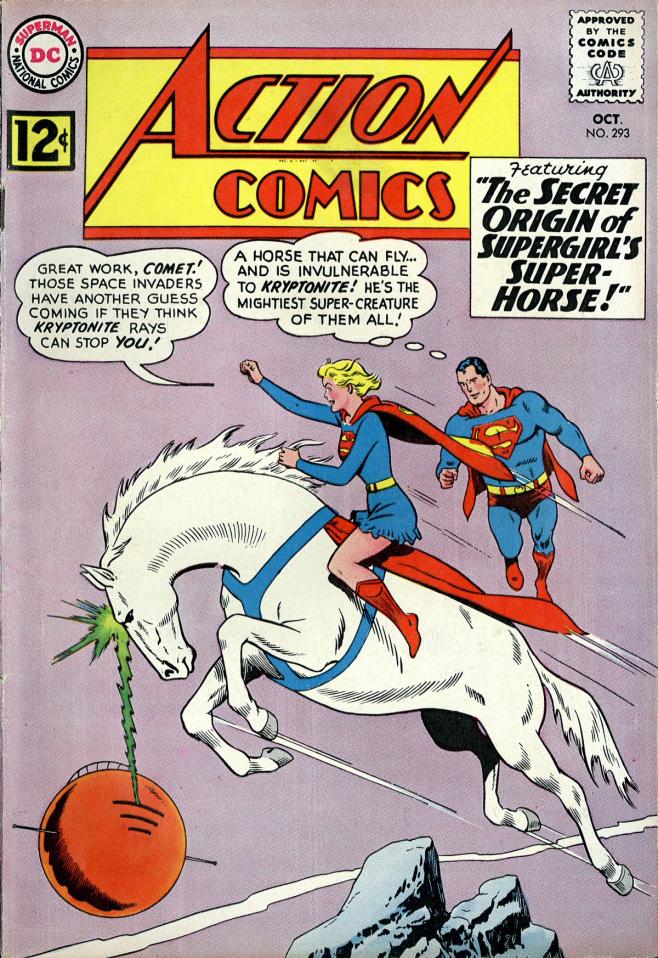 SUPERMAN
DC
NATIONAL COMICS
12¢
ACTION
COMICS
APPROVED
BY THE
COMICS
CODE
CA
AUTHORITY
OCT.
NO. 293
Featuring
"The SECRET
ORIGIN of
SUPERGIRL'S
SUPER-
HORSE!"
GREAT WORK, COMET!
THOSE SPACE INVADERS
HAVE ANOTHER GUESS
COMING IF THEY THINK
KRYPTONITE RAYS
CAN STOP YOU!
A HORSE THAT CAN FLY...
AND IS INVULNERABLE
TO KRYPTONITE! HE'S THE
MIGHTIEST SUPER-CREATURE
OF THEM ALL!
S
S